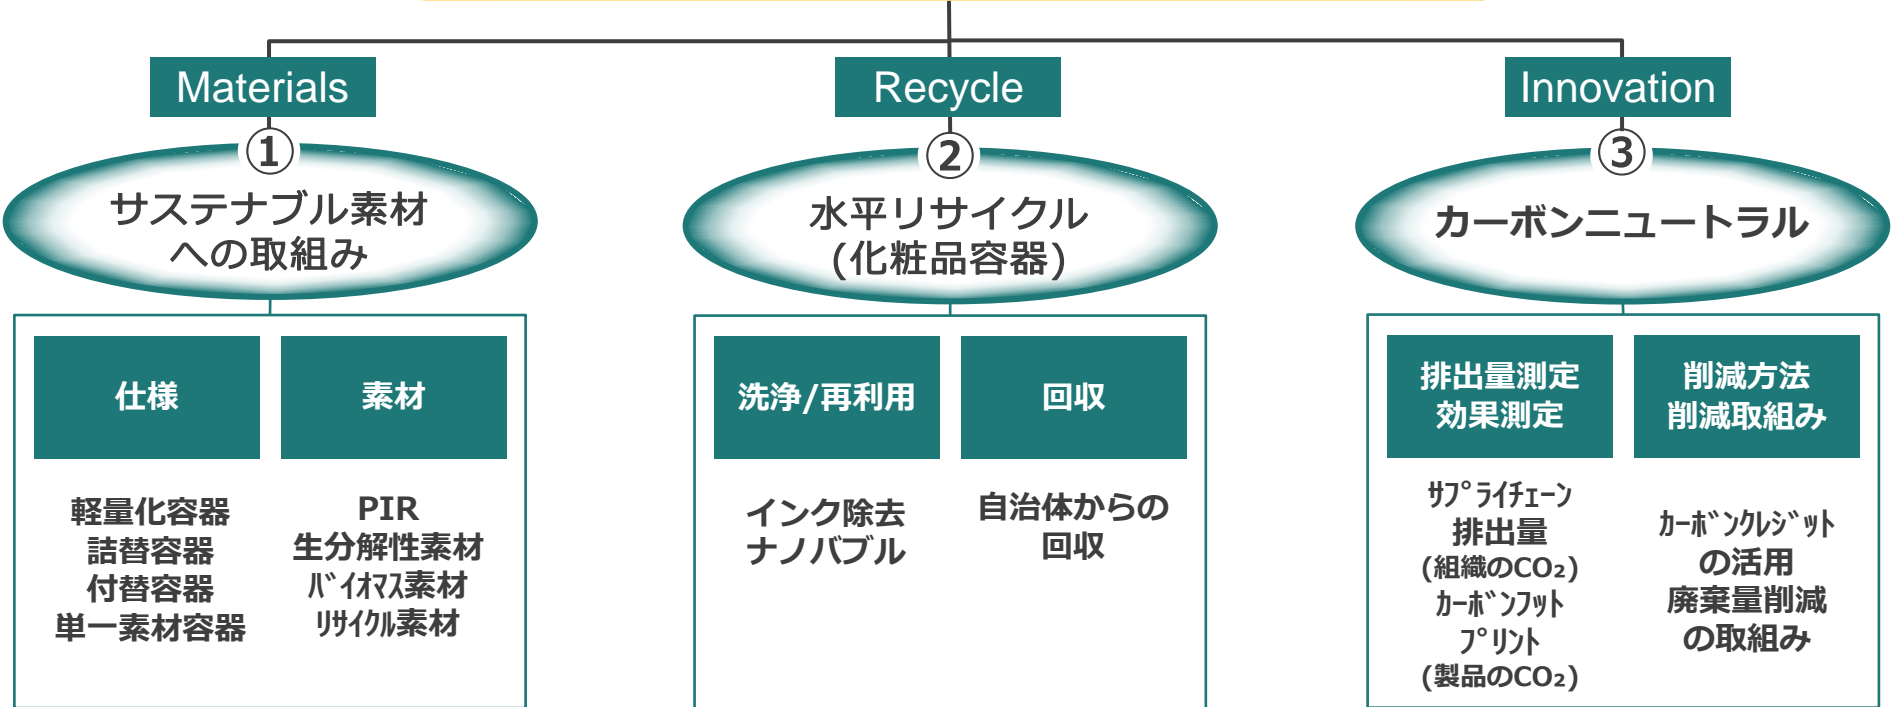 Materials
①
サステナブル素材
への取組み
仕様
軽量化容器
詰替容器
付替容器
単一素材容器
素材
PIR
生分解性素材
ﾊﾞｲｵﾏｽ素材
ﾘｻｲｸﾙ素材
Recycle
②
水平リサイクル
(化粧品容器)
洗浄/再利用
インク除去
ナノバブル
回収
自治体からの
回収
Innovation
③
カーボンニュートラル
排出量測定
効果測定
ｻﾌﾟﾗｲﾁｪｰﾝ
排出量
(組織のCO₂)
ｶｰﾎﾞﾝﾌｯﾄ
ﾌﾟﾘﾝﾄ
(製品のCO₂)
削減方法
削減取組み
ｶｰﾎﾞﾝｸﾚｼﾞｯﾄ
の活用
廃棄量削減
の取組み